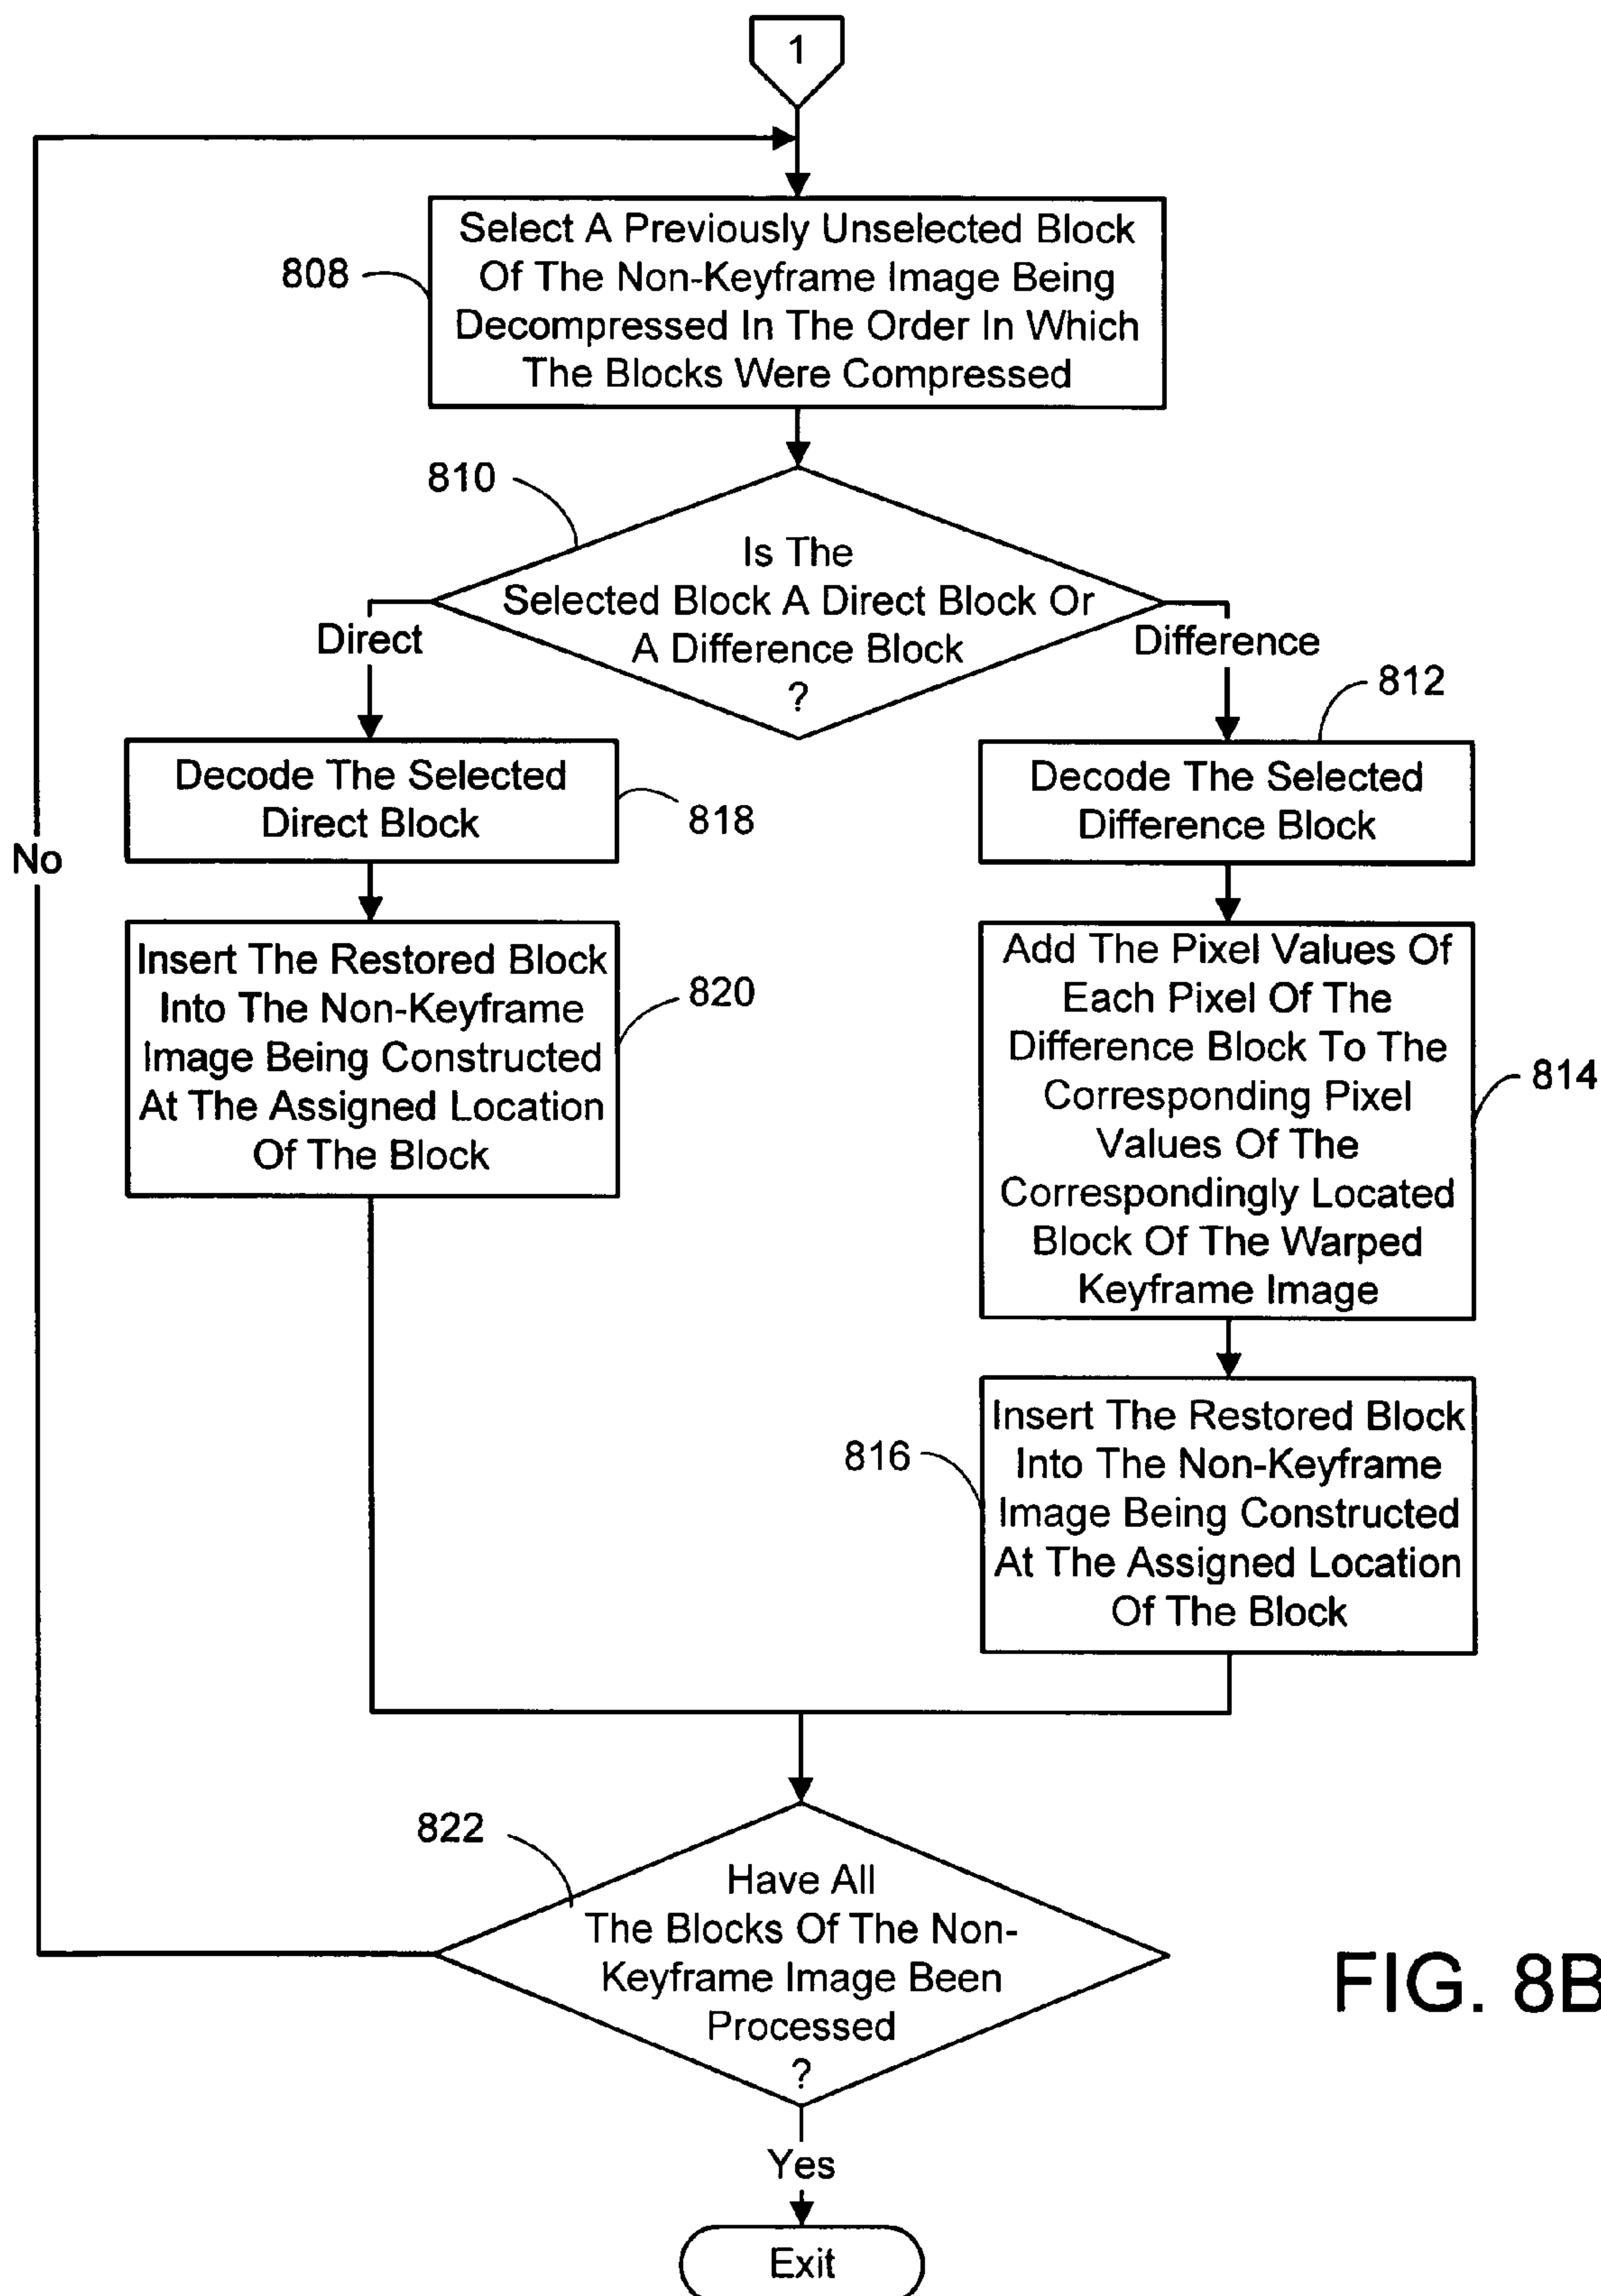 1
Select A Previously Unselected Block
Of The Non-Keyframe Image Being
Decompressed In The Order In Which
The Blocks Were Compressed
808
810
Is The
Selected Block A Direct Block Or
A Difference Block
?
Direct
Difference
812
Decode The Selected
Direct Block
818
Decode The Selected
Difference Block
No
Insert The Restored Block
Into The Non-Keyframe
Image Being Constructed
At The Assigned Location
Of The Block
820
Add The Pixel Values Of
Each Pixel Of The
Difference Block To The
Corresponding Pixel
Values Of The
Correspondingly Located
Block Of The Warped
Keyframe Image
814
Insert The Restored Block
Into The Non-Keyframe
Image Being Constructed
At The Assigned Location
Of The Block
816
822
Have All
The Blocks Of The Non-
Keyframe Image Been
Processed
?
FIG. 8B
Yes
Exit